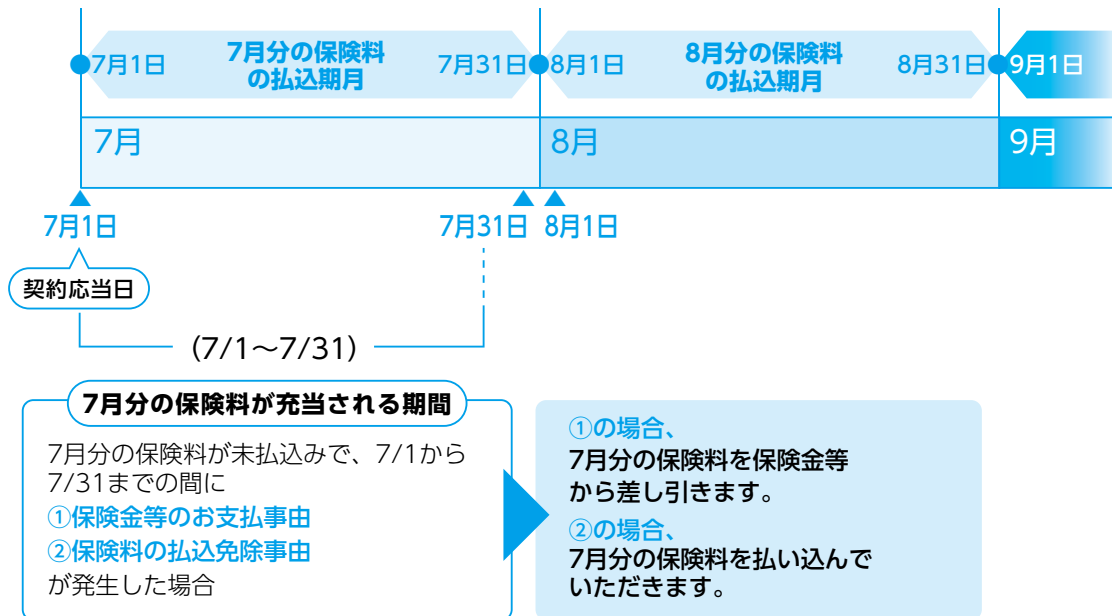 7月1日
7月分の保険料
の払込期月
7月31日
8月1日
8月分の保険料
の払込期月
8月31日
9月1日
7月
8月
9月
7月1日
7月31日
8月1日
契約応当日
(7/1～7/31)
7月分の保険料が充当される期間
7月分の保険料が未払込みで、7/1から
7/31までの間に
①保険金等のお支払事由
②保険料の払込免除事由
が発生した場合
①の場合、
7月分の保険料を保険金等
から差し引きます。
②の場合、
7月分の保険料を払い込んで
いただきます。